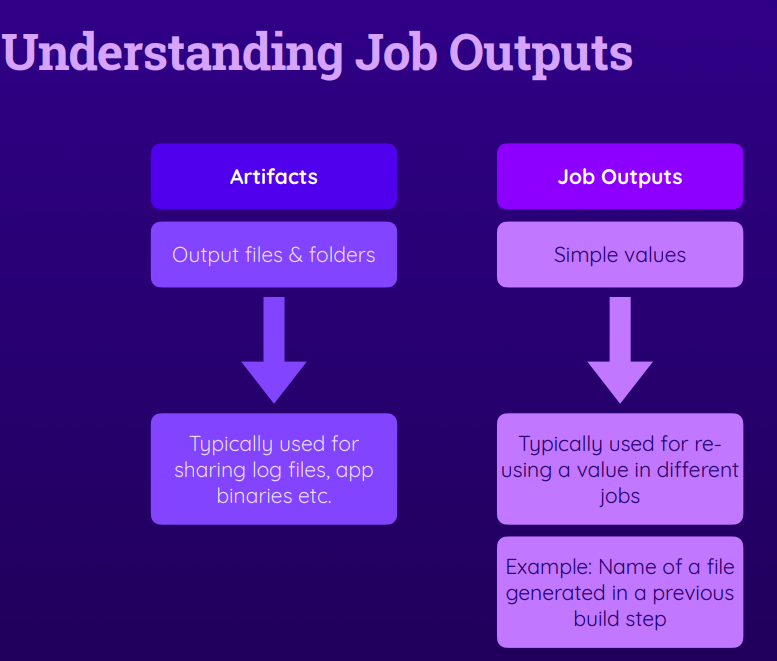 Understanding Job Outputs
Artifacts
Output files & folders
Typically used for
sharing log files, app
binaries etc.
Job Outputs
Simple values
Typically used for re-
using a value in different
jobs
Example: Name of a file
generated in a previous
build step